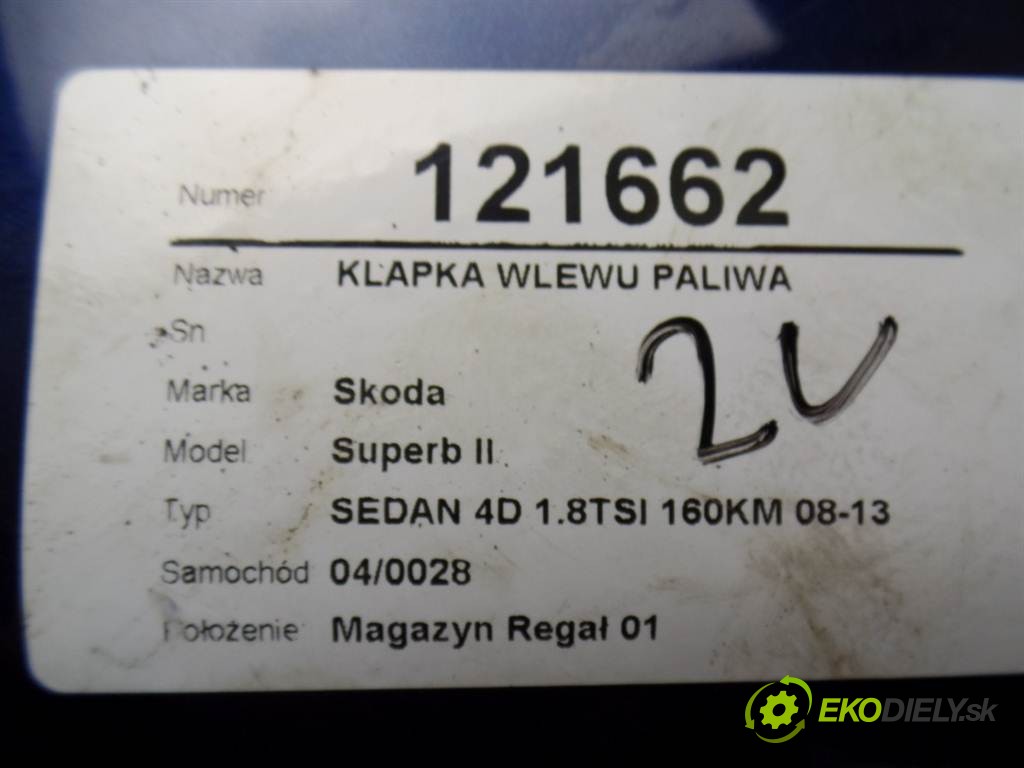 Numer 121662
Nazwa KLAPKA WLEWU PALIWA
Sn
Marka Skoda
Model Superb II
Typ SEDAN 4D 1.8TSI 160KM 08-13
Samochód 04/0028
Położenie Magazyn Regał 01
EKODIELY.sk